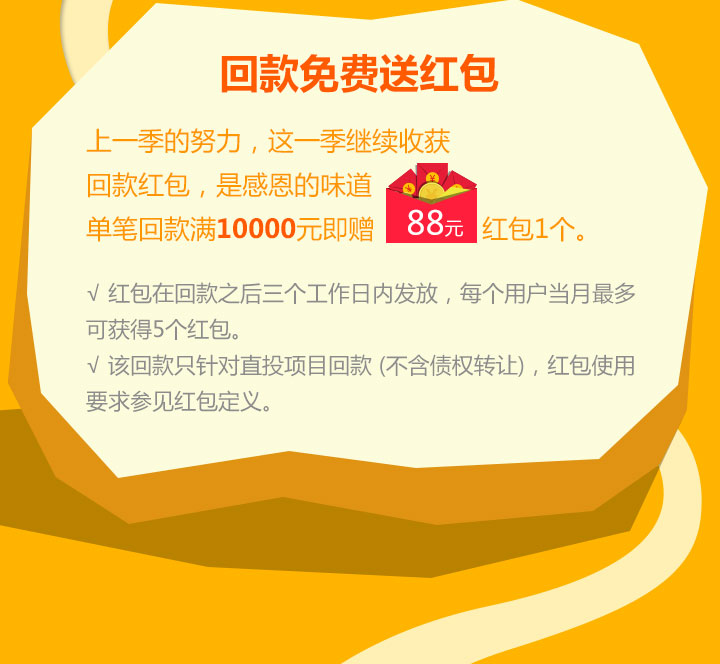 回款免费送红包
上一季的努力，这一季继续收获
回款红包，是感恩的味道
单笔回款满10000元即赠 88元 红包1个。
√ 红包在回款之后三个工作日内发放，每个用户当月最多
可获得5个红包。
√ 该回款只针对直投项目回款 (不含债权转让)，红包使用
要求参见红包定义。